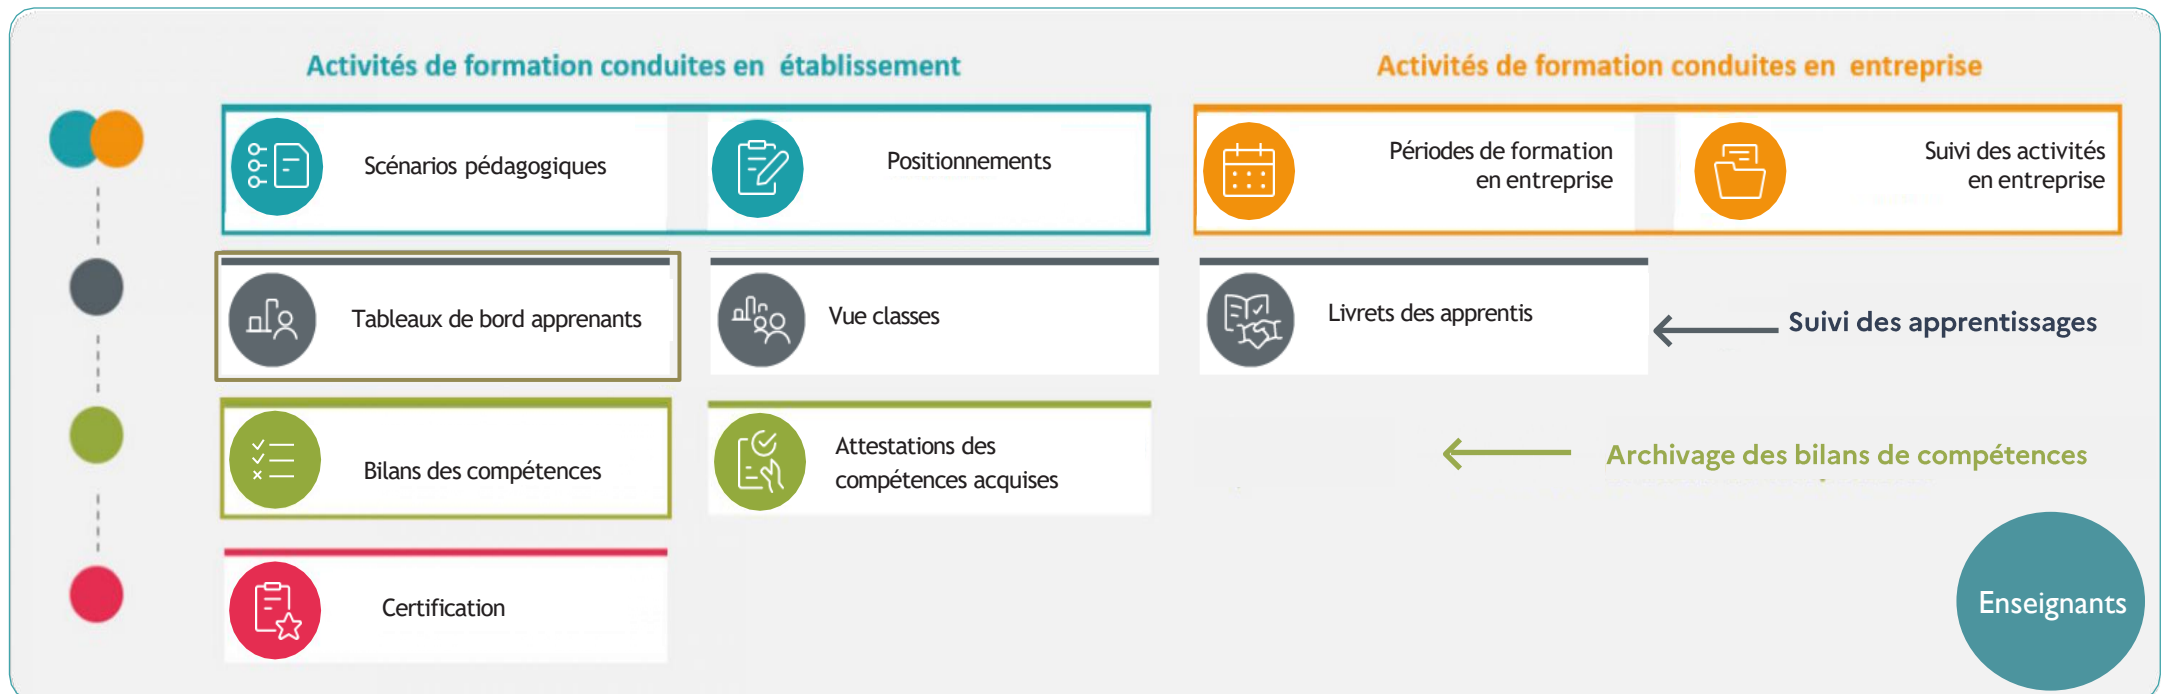 Activités de formation conduites en établissement
Activités de formation conduites en entreprise
Scénarios pédagogiques
Positionnements
Périodes de formation
en entreprise
Suivi des activités
en entreprise
Tableaux de bord apprenants
Vue classes
Livrets des apprentis
Suivi des apprentissages
Bilans des compétences
Attestations des
compétences acquises
Archivage des bilans de compétences
Certification
Enseignants